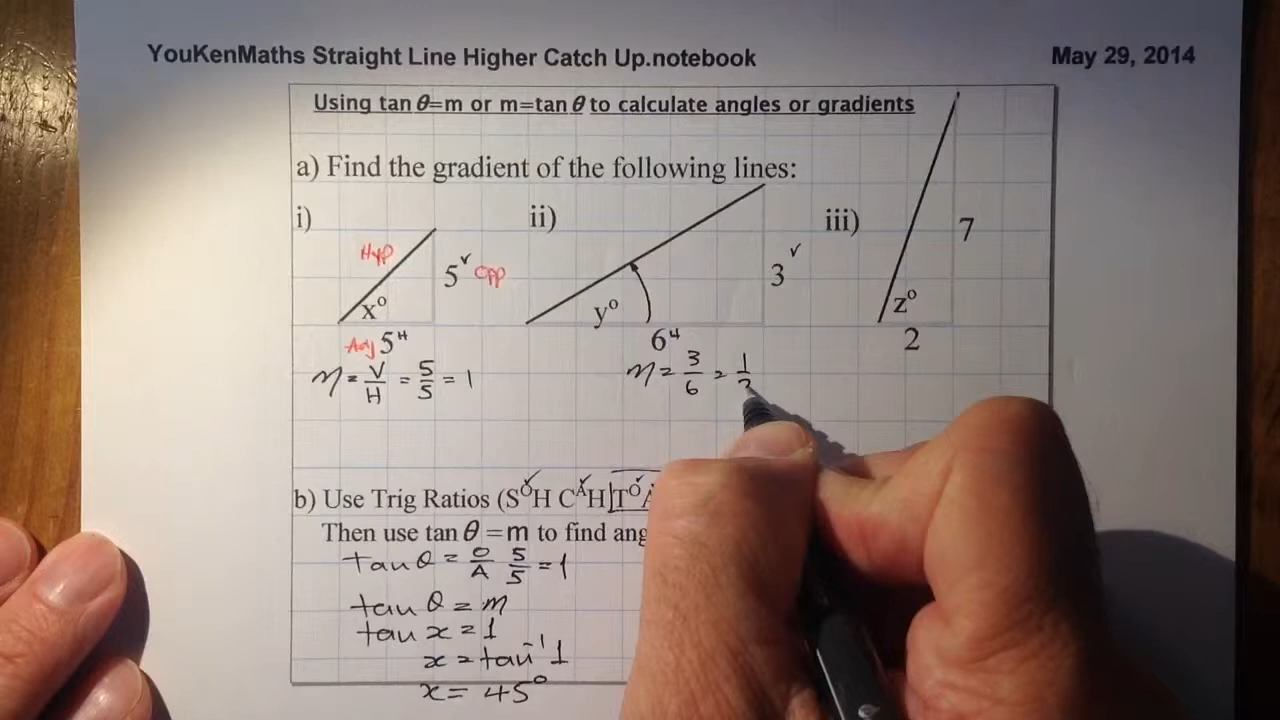 YouKenMaths Straight Line Higher Catch Up.notebook May 29, 2014
Using tan θ=m or m=tan θ to calculate angles or gradients
a) Find the gradient of the following lines:
i) ii) iii)
Hyp 5 V Opp 3 V 7
x° y° z°
Adj 5 H 6 H 2
m = V/H = 5/5 = 1 m = 3/6 = 1/2
b) Use Trig Ratios (SOH CAH TOA
Then use tan θ =m to find ang
tan θ = O/A 5/5 = 1
tan θ = m
tan x = 1
x = tan⁻¹ 1
x = 45°